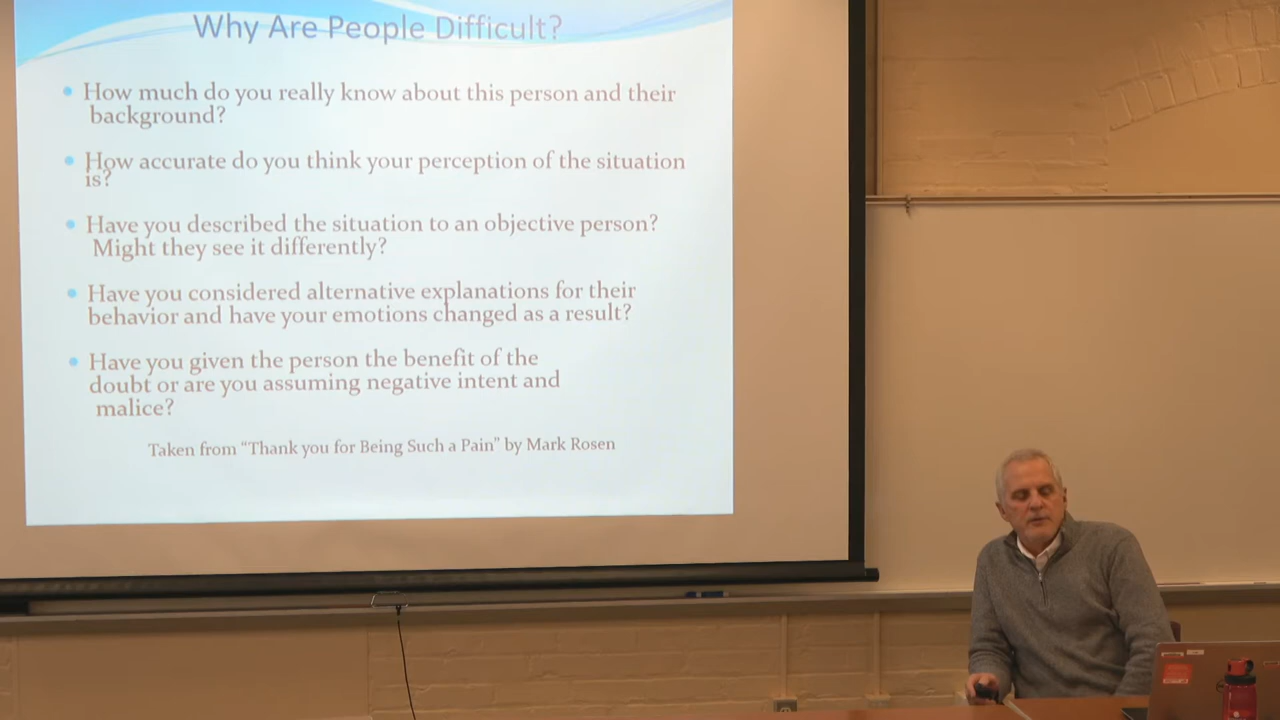 Why Are People Difficult?
How much do you really know about this person and their
background?
How accurate do you think your perception of the situation
is?
Have you described the situation to an objective person?
Might they see it differently?
Have you considered alternative explanations for their
behavior and have your emotions changed as a result?
Have you given the person the benefit of the
doubt or are you assuming negative intent and
malice?
Taken from “Thank you for Being Such a Pain” by Mark Rosen